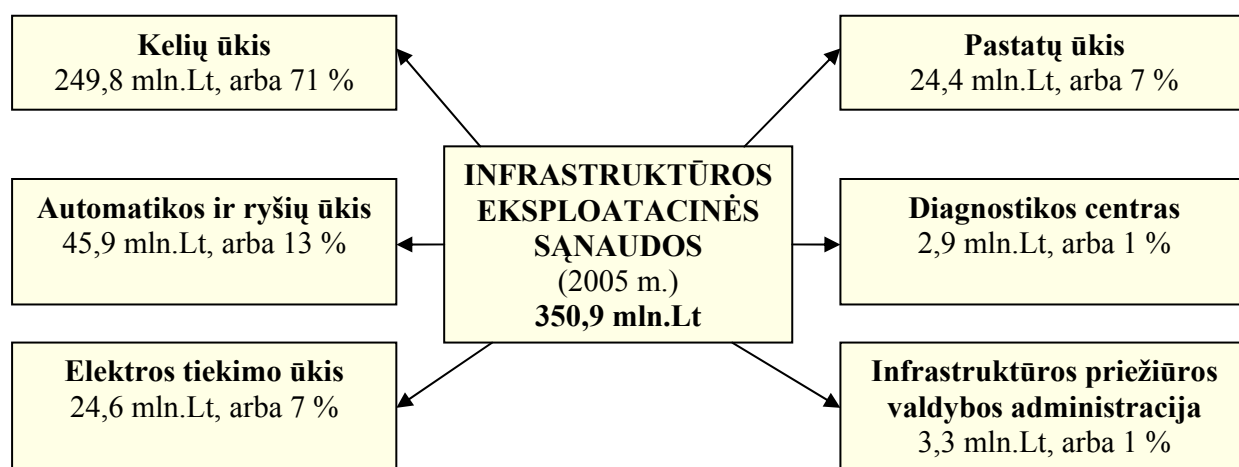 Kelių ūkis
249,8 mln.Lt, arba 71 %
Pastatų ūkis
24,4 mln.Lt, arba 7 %
INFRASTRUKTŪROS
EKSPLOATACINĖS
SĄNAUDOS
(2005 m.)
350,9 mln.Lt
Automatikos ir ryšių ūkis
45,9 mln.Lt, arba 13 %
Diagnostikos centras
2,9 mln.Lt, arba 1 %
Elektros tiekimo ūkis
24,6 mln.Lt, arba 7 %
Infrastruktūros priežiūros
valdybos administracija
3,3 mln.Lt, arba 1 %